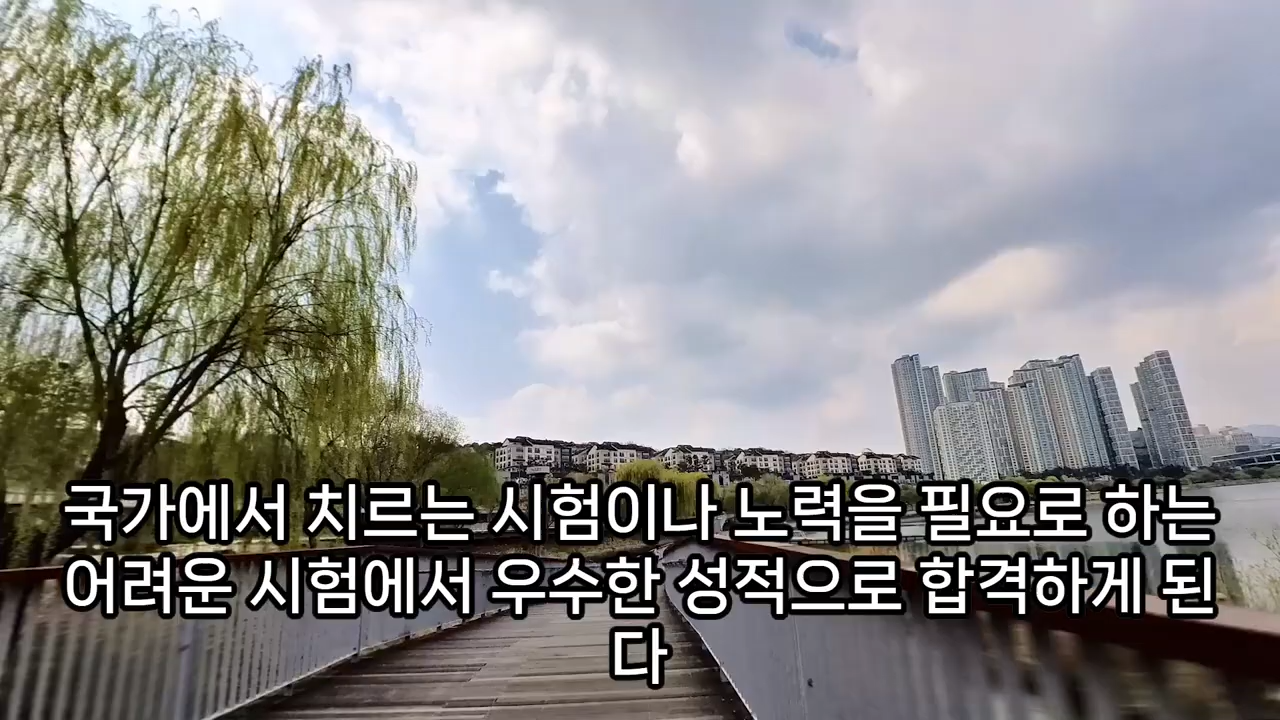 국가에서 치르는 시험이나 노력을 필요로 하는
어려운 시험에서 우수한 성적으로 합격하게 된
다